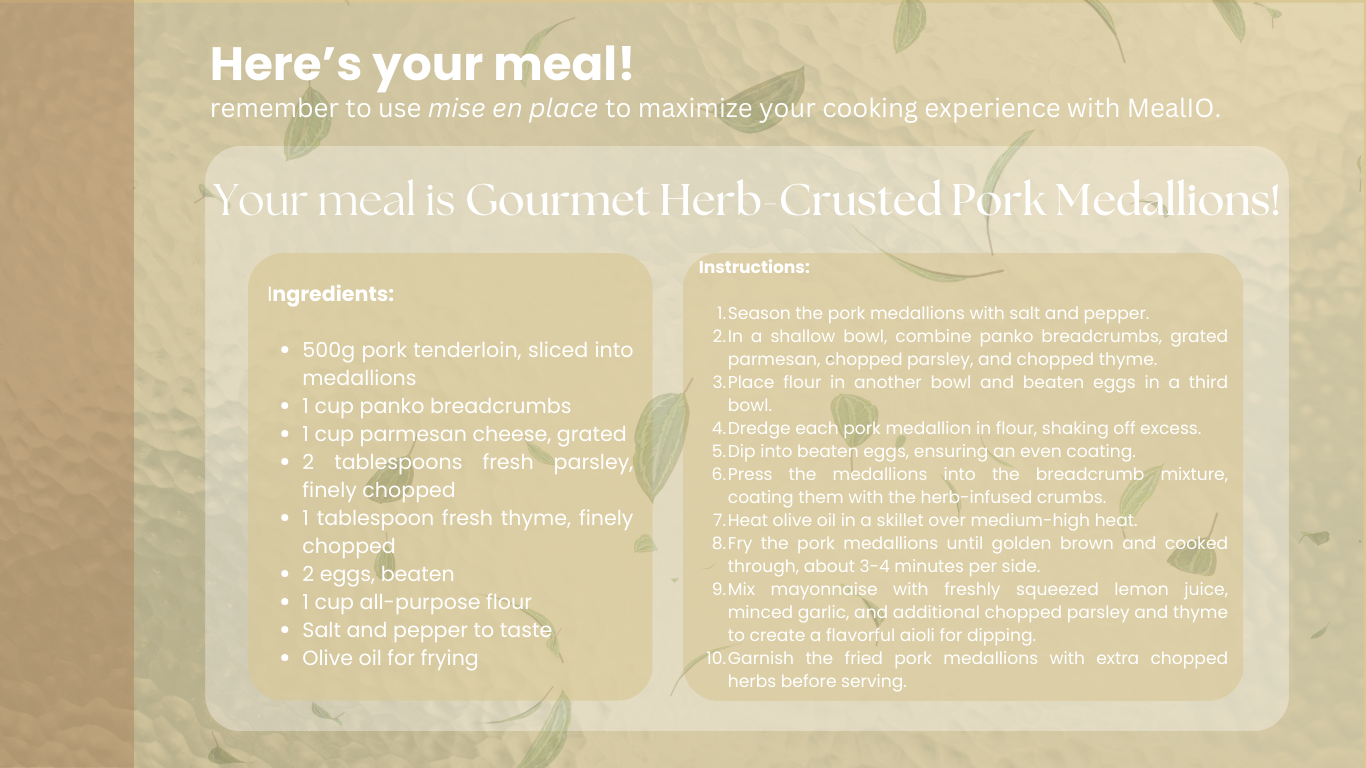 Here’s your meal!
remember to use mise en place to maximize your cooking experience with MealIO.
Your meal is Gourmet Herb-Crusted Pork Medallions!
Ingredients:
• 500g pork tenderloin, sliced into
medallions
• 1 cup panko breadcrumbs
• 1 cup parmesan cheese, grated
• 2 tablespoons fresh parsley,
finely chopped
• 1 tablespoon fresh thyme, finely
chopped
• 2 eggs, beaten
• 1 cup all-purpose flour
• Salt and pepper to taste
• Olive oil for frying
Instructions:
1. Season the pork medallions with salt and pepper.
2. In a shallow bowl, combine panko breadcrumbs, grated
parmesan, chopped parsley, and chopped thyme.
3. Place flour in another bowl and beaten eggs in a third
bowl.
4. Dredge each pork medallion in flour, shaking off excess.
5. Dip into beaten eggs, ensuring an even coating.
6. Press the medallions into the breadcrumb mixture,
coating them with the herb-infused crumbs.
7. Heat olive oil in a skillet over medium-high heat.
8. Fry the pork medallions until golden brown and cooked
through, about 3-4 minutes per side.
9. Mix mayonnaise with freshly squeezed lemon juice,
minced garlic, and additional chopped parsley and thyme
to create a flavorful aioli for dipping.
10. Garnish the fried pork medallions with extra chopped
herbs before serving.